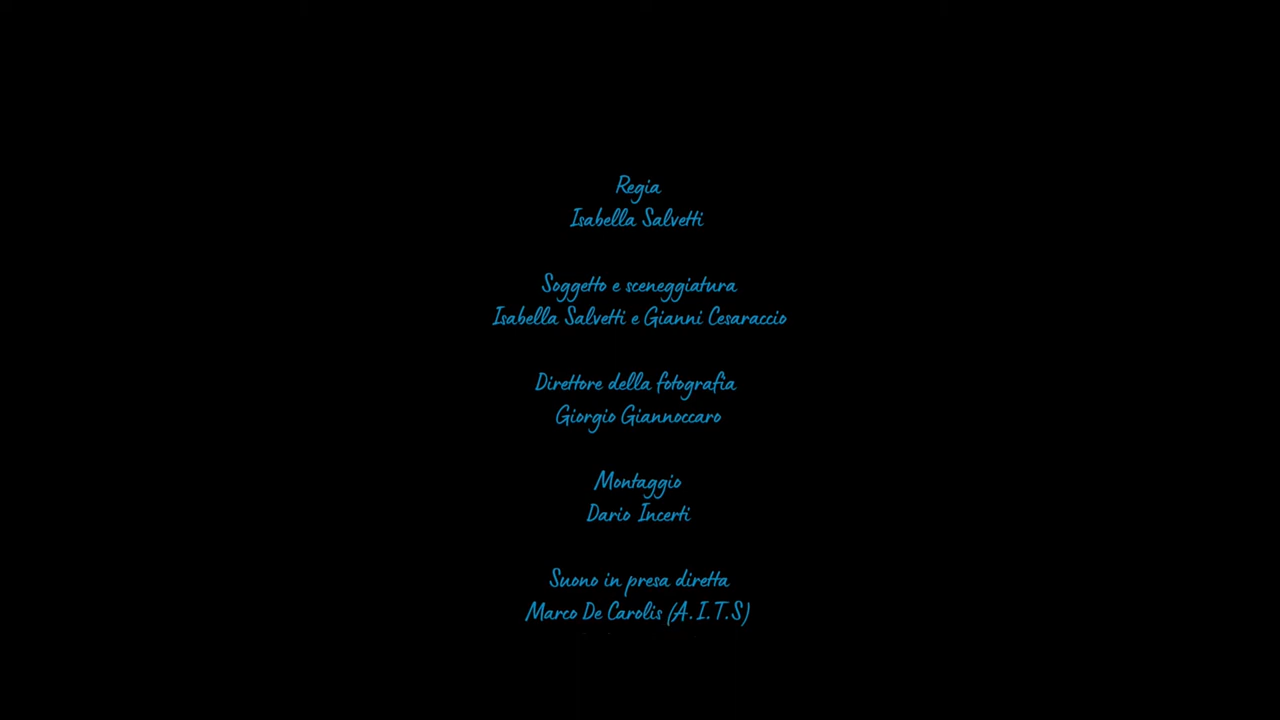 Regia
Isabella Salvetti
Soggetto e sceneggiatura
Isabella Salvetti e Gianni Cesaraccio
Direttore della fotografia
Giorgio Giannoccaro
Montaggio
Dario Incerti
Suono in presa diretta
Marco De Carolis (A.I.T.S)